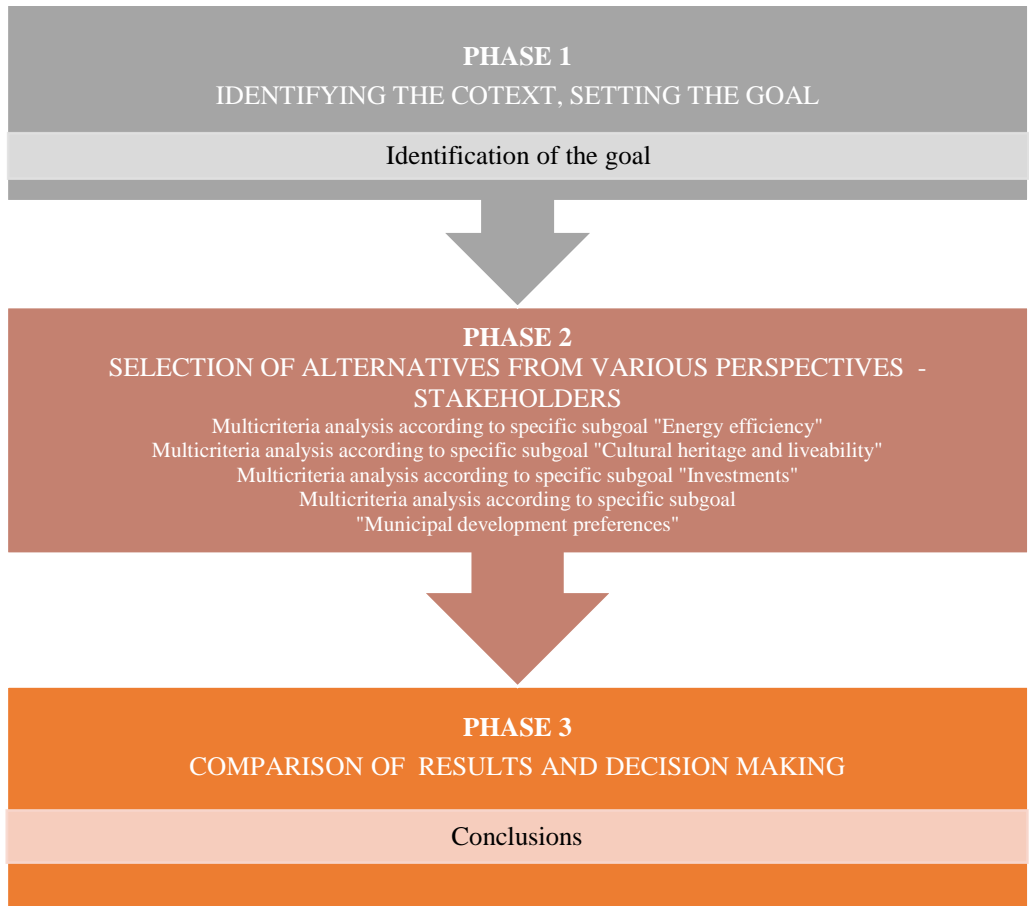 PHASE 1
IDENTIFYING THE COTEXT, SETTING THE GOAL
Identification of the goal
PHASE 2
SELECTION OF ALTERNATIVES FROM VARIOUS PERSPECTIVES -
STAKEHOLDERS
Multicriteria analysis according to specific subgoal "Energy efficiency"
Multicriteria analysis according to specific subgoal "Cultural heritage and liveability"
Multicriteria analysis according to specific subgoal "Investments"
Multicriteria analysis according to specific subgoal
"Municipal development preferences"
PHASE 3
COMPARISON OF RESULTS AND DECISION MAKING
Conclusions